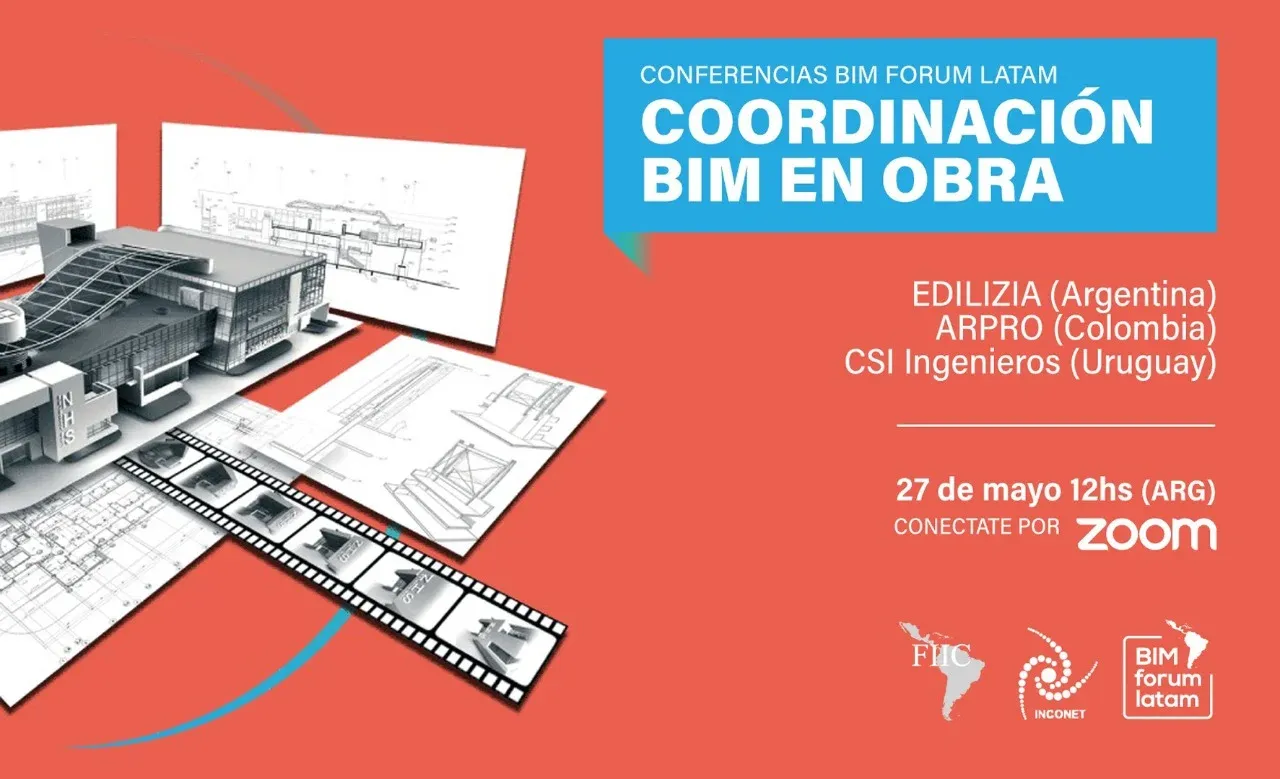 CONFERENCIAS BIM FORUM LATAM
COORDINACIÓN
BIM EN OBRA
EDILIZIA (Argentina)
ARPRO (Colombia)
CSI Ingenieros (Uruguay)
27 de mayo 12hs (ARG)
CONECTATE POR zoom
FIIC
INCONET
BIM
forum
latam
NHS